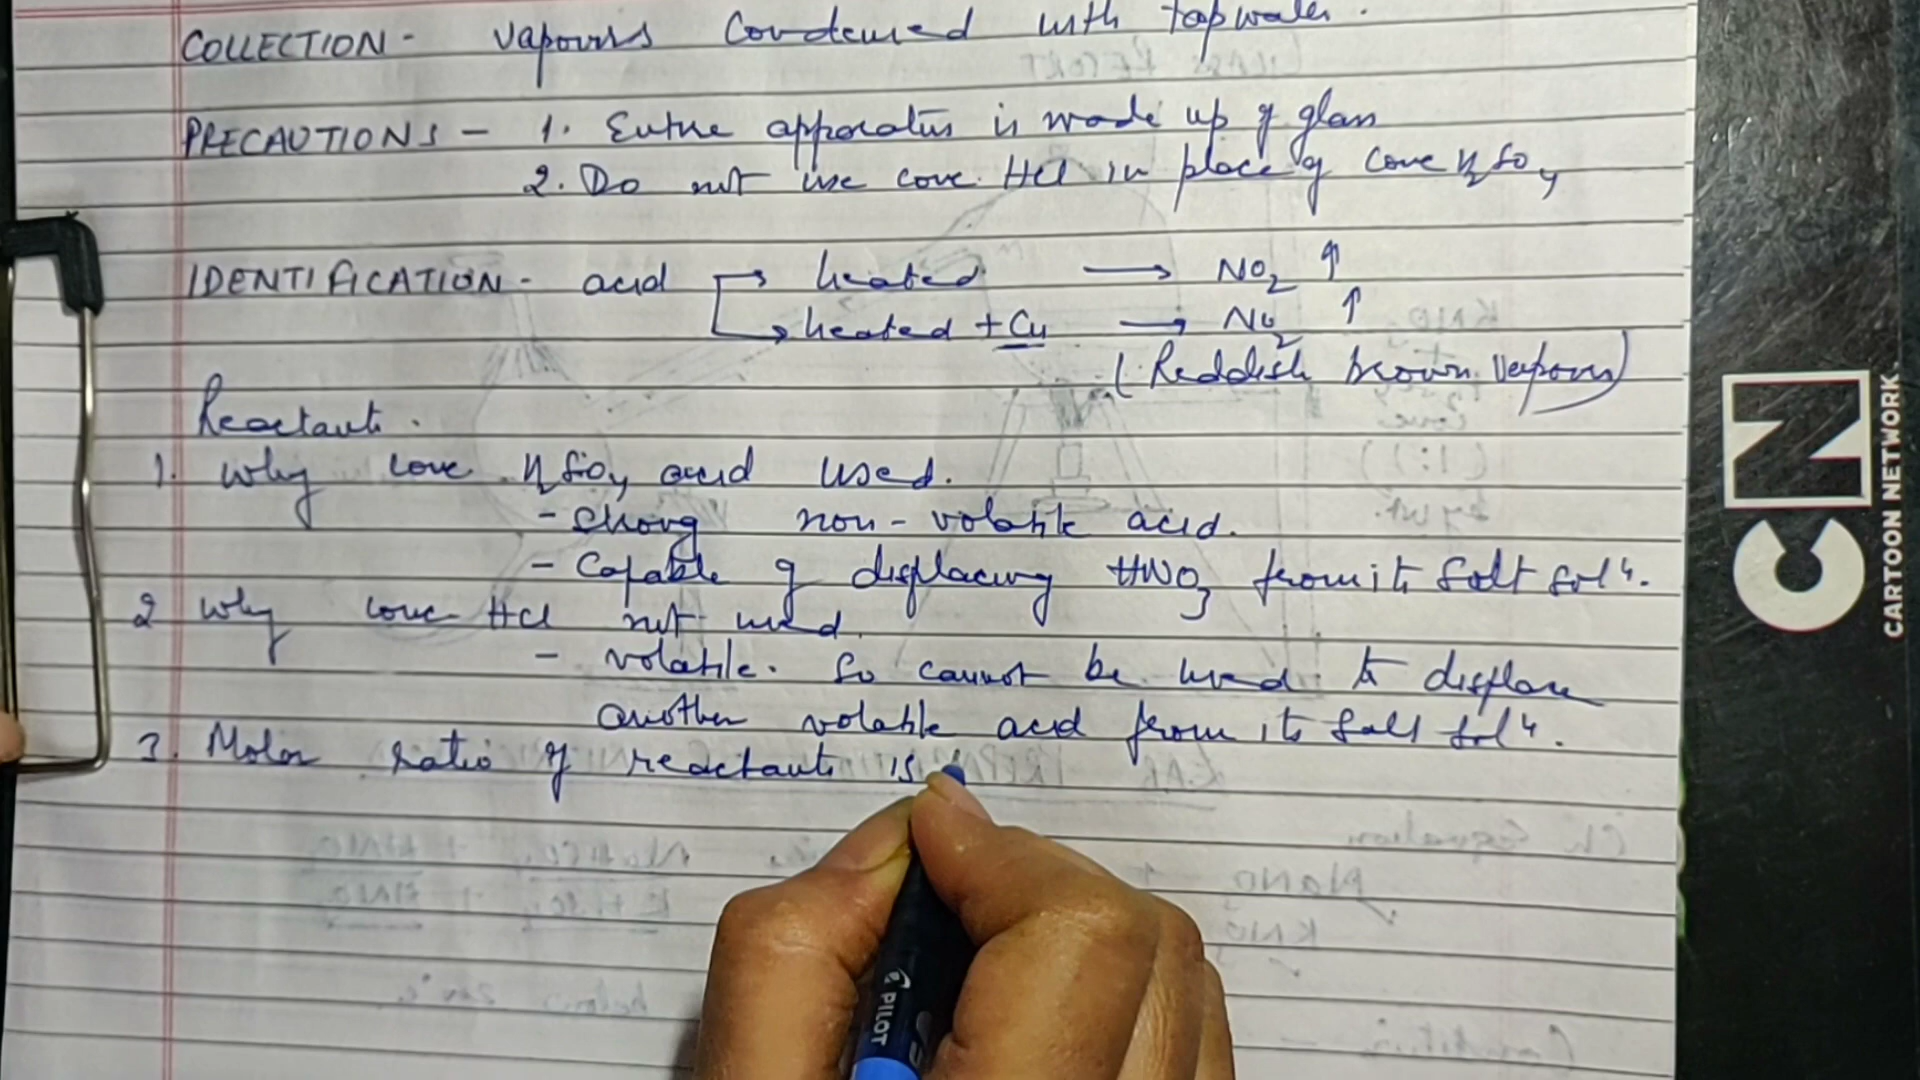 COLLECTION - vapours condensed with tapwater.
PRECAUTIONS - 1. Entire apparatus is made up of glass
2. Do not use conc. HCl in place of conc H2SO4
IDENTIFICATION - acid → heated → NO2 ↑
→ heated + Cu → NO2 ↑
(Reddish brown vapours)
Reactants.
1. Why conc H2SO4 acid used.
- Strong non-volatile acid.
- Capable of displacing HNO3 from its salt solⁿ.
2 Why conc HCl not used.
- volatile. So cannot be used to displace
another volatile acid from its salt solⁿ.
3. Molar ratio of reactants is
PILOT
CN
CARTOON NETWORK